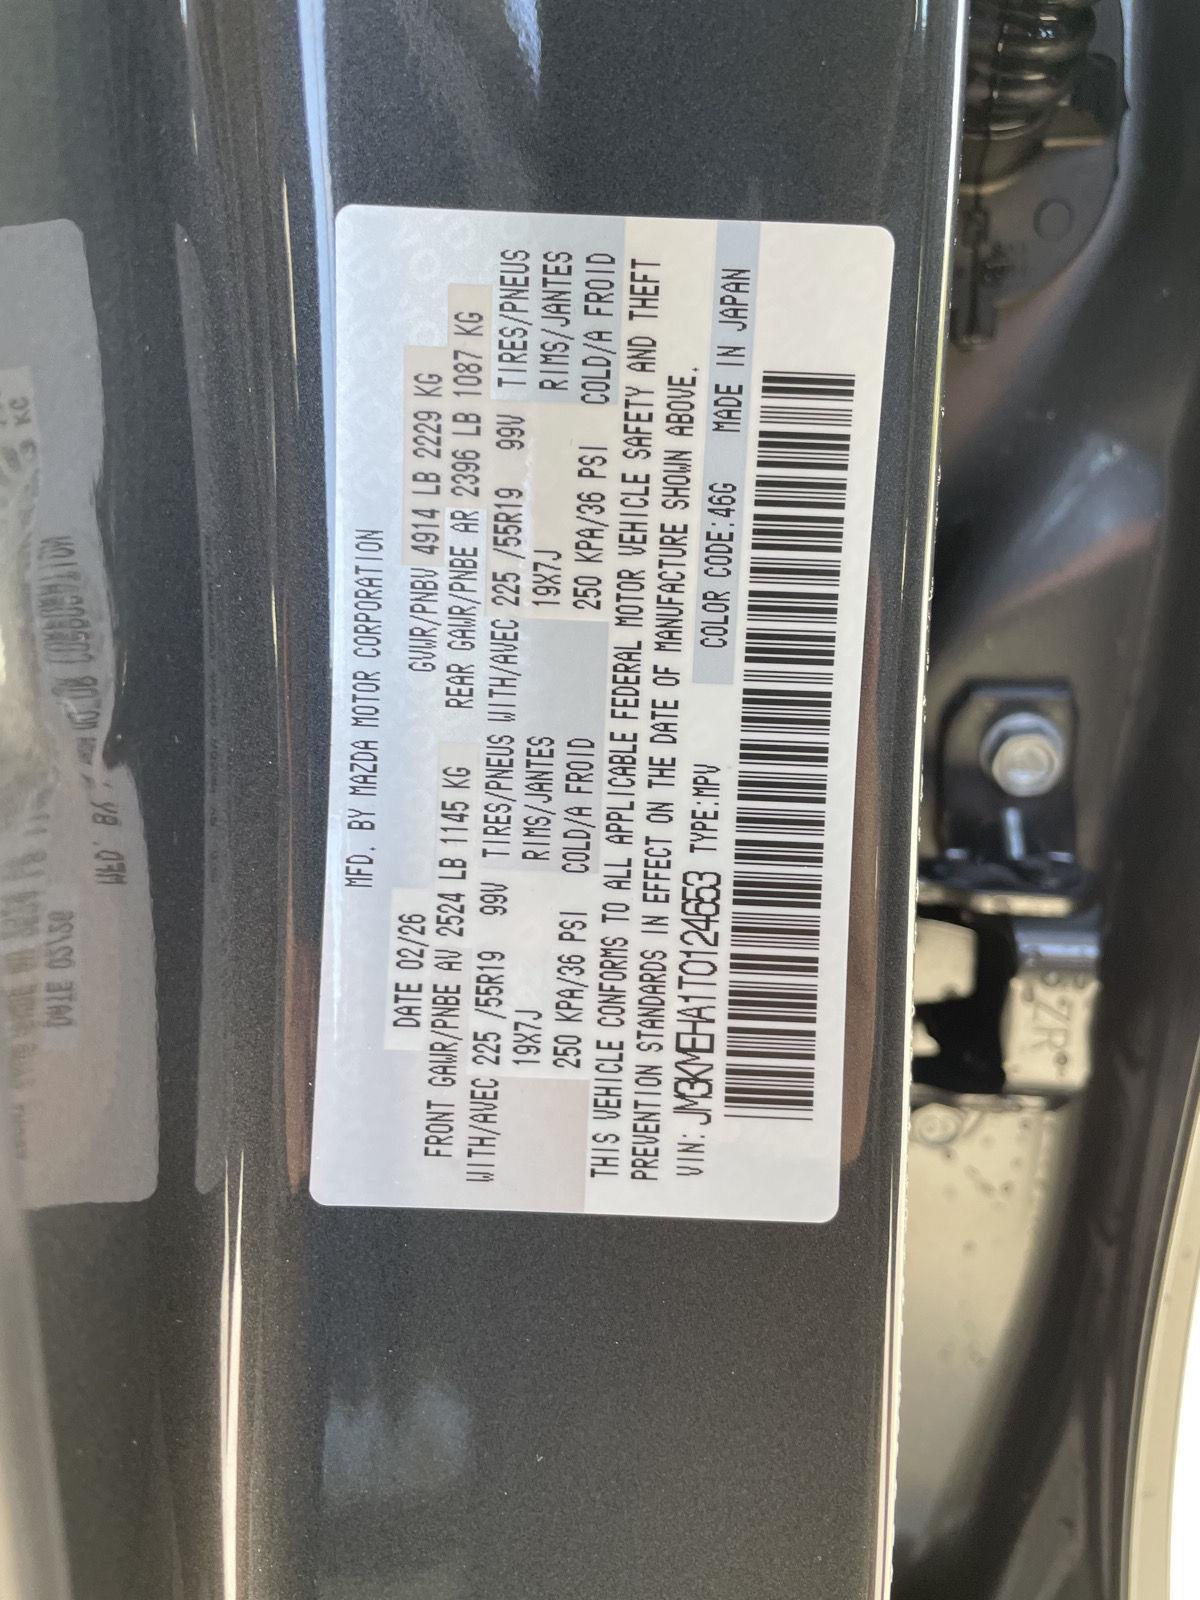 MFD. BY MAZDA MOTOR CORPORATION
DATE 02/26 GVWR/PNBV 4914 LB 2229 KG
FRONT GAWR/PNBE AV 2524 LB 1145 KG REAR GAWR/PNBE AR 2396 LB 1087 KG
WITH/AVEC 225 /55R19 99V TIRES/PNEUS WITH/AVEC 225 /55R19 99V TIRES/PNEUS
19X7J RIMS/JANTES 19X7J RIMS/JANTES
250 KPA/36 PSI COLD/A FROID 250 KPA/36 PSI COLD/A FROID
THIS VEHICLE CONFORMS TO ALL APPLICABLE FEDERAL MOTOR VEHICLE SAFETY AND THEFT
PREVENTION STANDARDS IN EFFECT ON THE DATE OF MANUFACTURE SHOWN ABOVE.
VIN: JM3KMEHA1T0124653 TYPE:MPV COLOR CODE:46G MADE IN JAPAN
5ZR